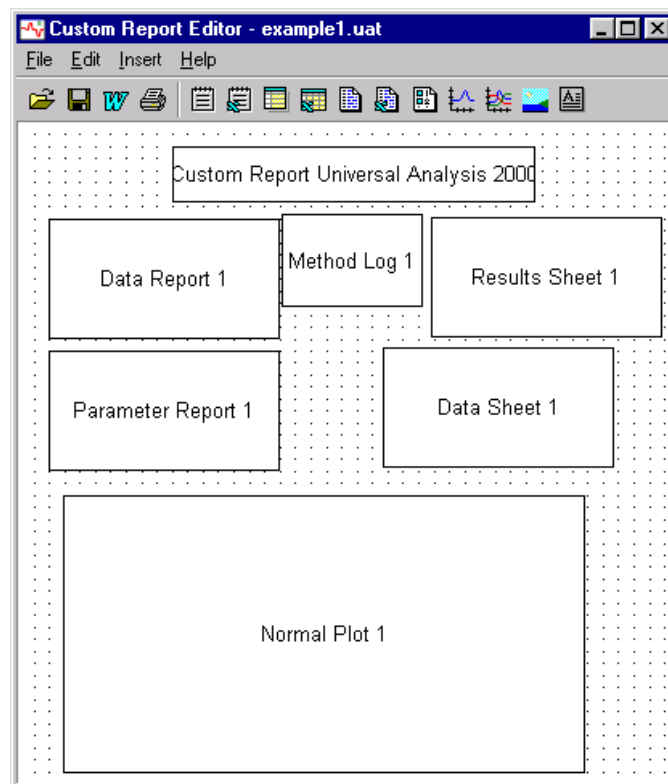 Custom Report Editor - example1.uat
File Edit Insert Help
Custom Report Universal Analysis 2000
Data Report 1
Method Log 1
Results Sheet 1
Parameter Report 1
Data Sheet 1
Normal Plot 1